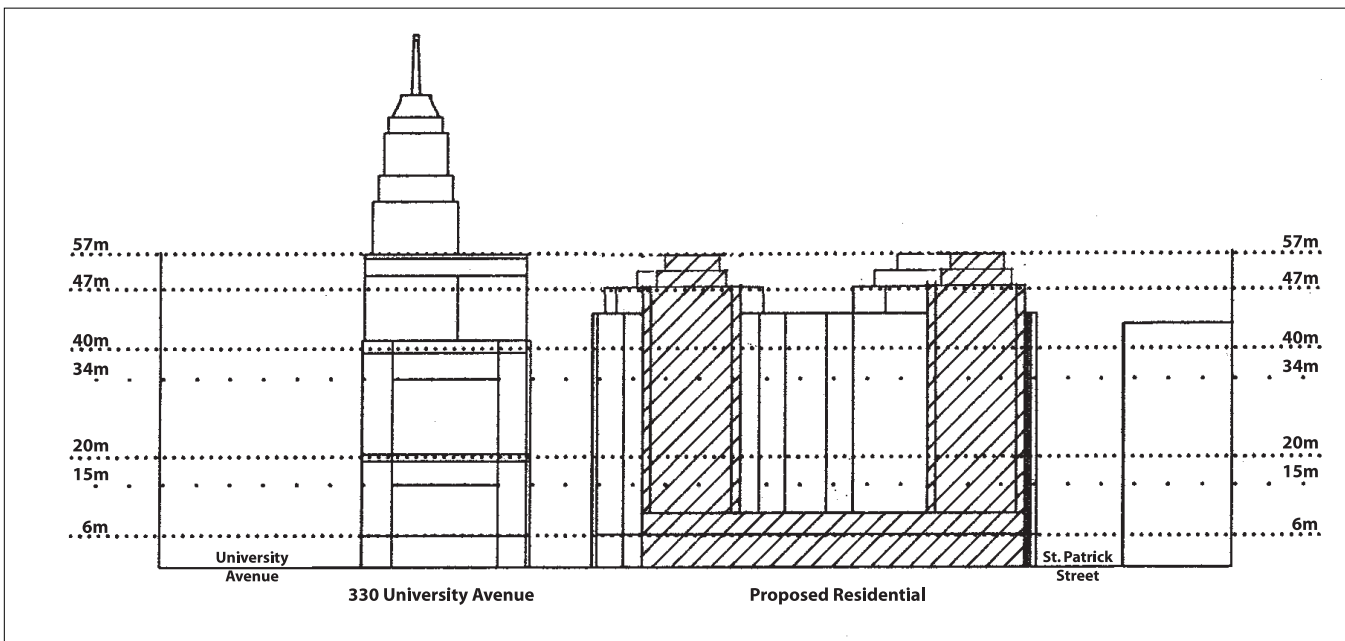 57m 57m
47m 47m
40m 40m
34m 34m
20m 20m
15m 15m
6m 6m
University St. Patrick
Avenue Street
330 University Avenue Proposed Residential